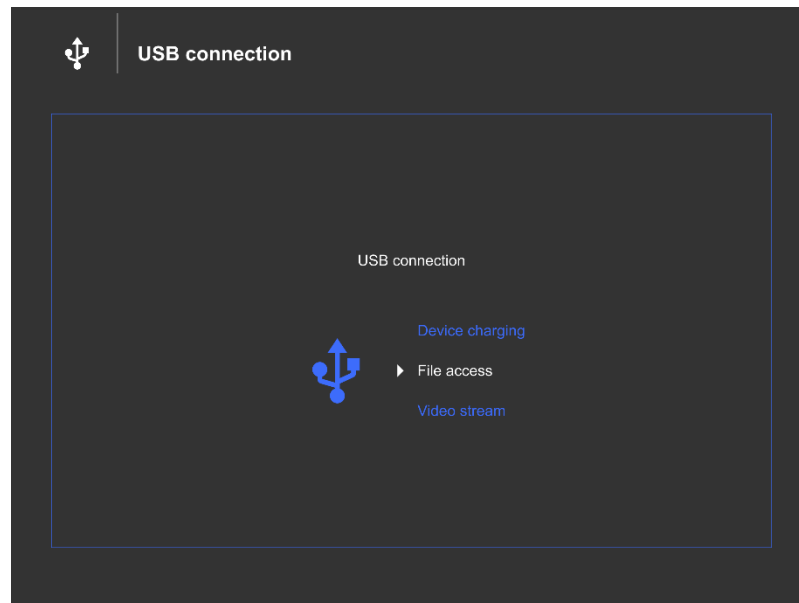 USB connection
USB connection
Device charging
File access
Video stream